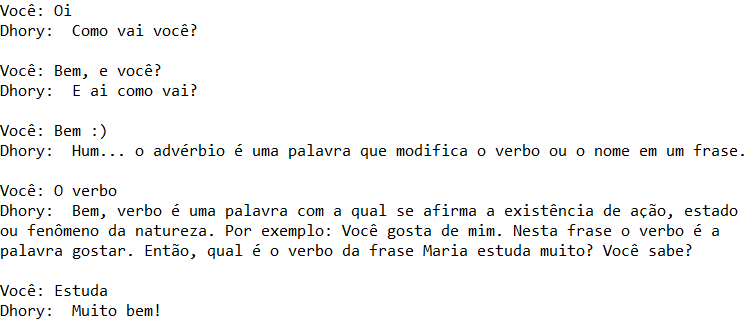 Você: Oi
Dhory:  Como vai você?
Você: Bem, e você?
Dhory:  E ai como vai?
Você: Bem :)
Dhory:  Hum... o advérbio é uma palavra que modifica o verbo ou o nome em um frase.
Você: O verbo
Dhory:  Bem, verbo é uma palavra com a qual se afirma a existência de ação, estado
ou fenômeno da natureza. Por exemplo: Você gosta de mim. Nesta frase o verbo é a
palavra gostar. Então, qual é o verbo da frase Maria estuda muito? Você sabe?
Você: Estuda
Dhory:  Muito bem!